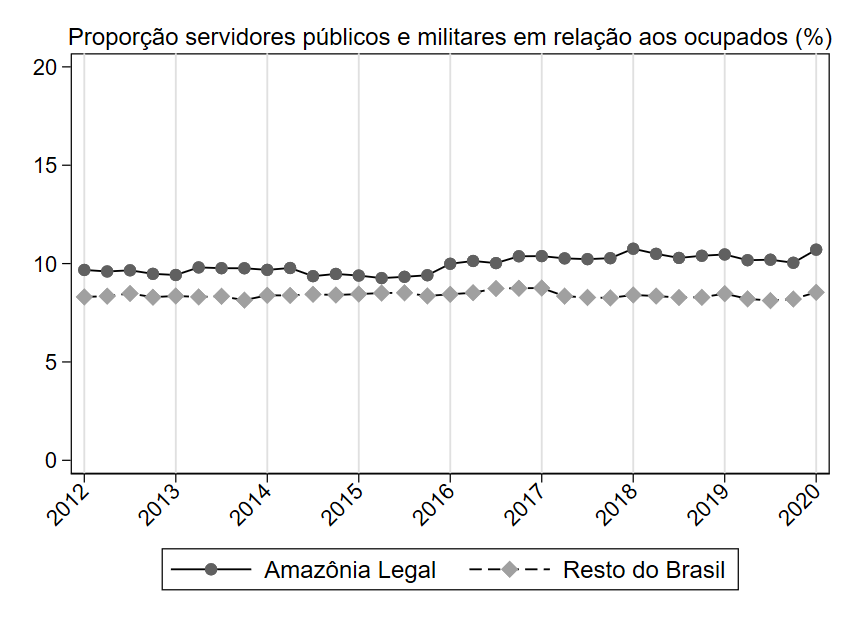 Proporção servidores públicos e militares em relação aos ocupados (%)
20
15
10
5
0
2012 2013 2014 2015 2016 2017 2018 2019 2020
Amazônia Legal Resto do Brasil